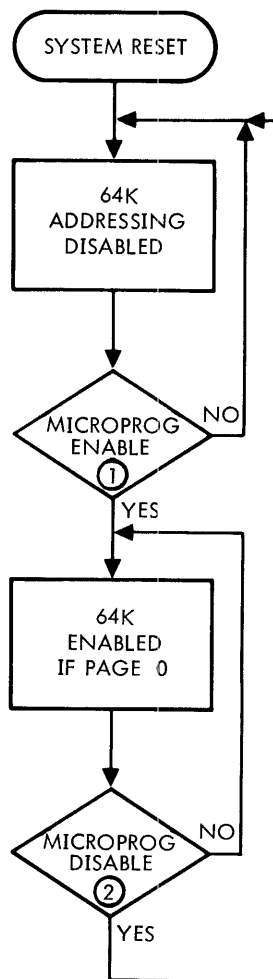 SYSTEM RESET
64K
ADDRESSING
DISABLED
MICROPROG
ENABLE
1
NO
YES
64K
ENABLED
IF PAGE 0
MICROPROG
DISABLE
2
NO
YES